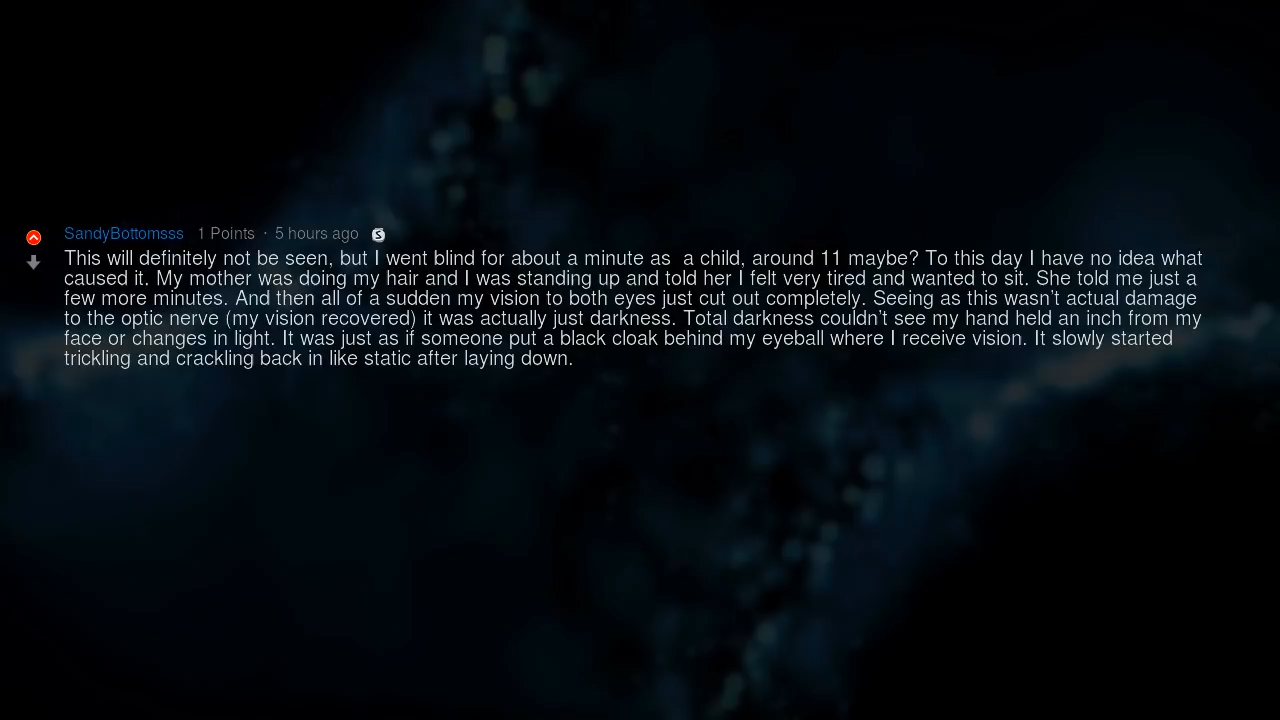 SandyBottomsss 1 Points · 5 hours ago S
This will definitely not be seen, but I went blind for about a minute as  a child, around 11 maybe? To this day I have no idea what
caused it. My mother was doing my hair and I was standing up and told her I felt very tired and wanted to sit. She told me just a
few more minutes. And then all of a sudden my vision to both eyes just cut out completely. Seeing as this wasn't actual damage
to the optic nerve (my vision recovered) it was actually just darkness. Total darkness couldn't see my hand held an inch from my
face or changes in light. It was just as if someone put a black cloak behind my eyeball where I receive vision. It slowly started
trickling and crackling back in like static after laying down.